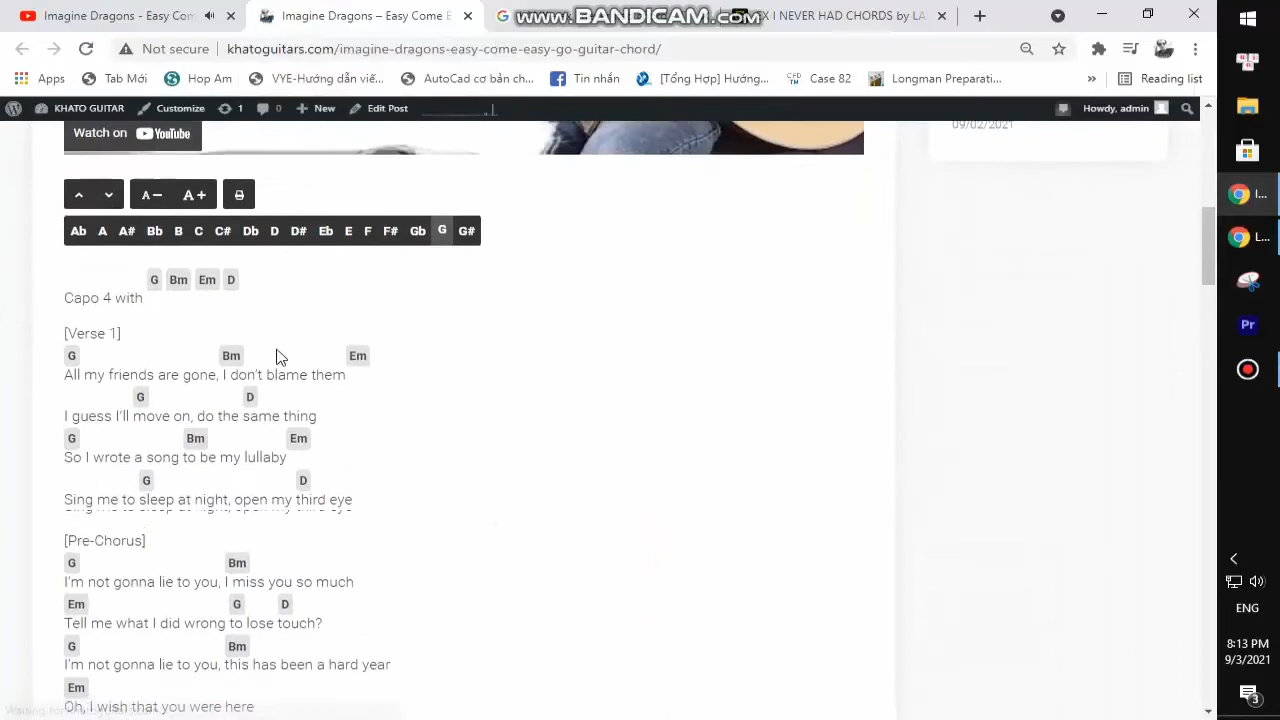 Imagine Dragons - Easy Com
Imagine Dragons – Easy Come E
www.BANDICAM.com
X I NEVER HAD CHORDS by LA
Not secure
khatoguitars.com/imagine-dragons-easy-come-easy-go-guitar-chord/
Apps
Tab Mới
Hop Am
VYE-Hướng dẫn viế...
AutoCad cơ bản ch...
Tin nhắn
[Tổng Hợp] Hướng...
Case 82
Longman Preparati...
»
Reading list
KHATO GUITAR
Customize
1
0
New
Edit Post
Howdy, admin
Watch on YouTube
09/02/2021
A− A+
Ab A A# Bb B C C# Db D D# Eb E F F# Gb G G#
G Bm Em D
Capo 4 with
[Verse 1]
G Bm Em
All my friends are gone, I don't blame them
G D
I guess I'll move on, do the same thing
G Bm Em
So I wrote a song to be my lullaby
G D
Sing me to sleep at night, open my third eye
[Pre-Chorus]
G Bm
I'm not gonna lie to you, I miss you so much
Em G D
Tell me what I did wrong to lose touch?
G Bm
I'm not gonna lie to you, this has been a hard year
Em
Oh, I wish that you were here
I...
L...
Pr
ENG
8:13 PM
9/3/2021
3